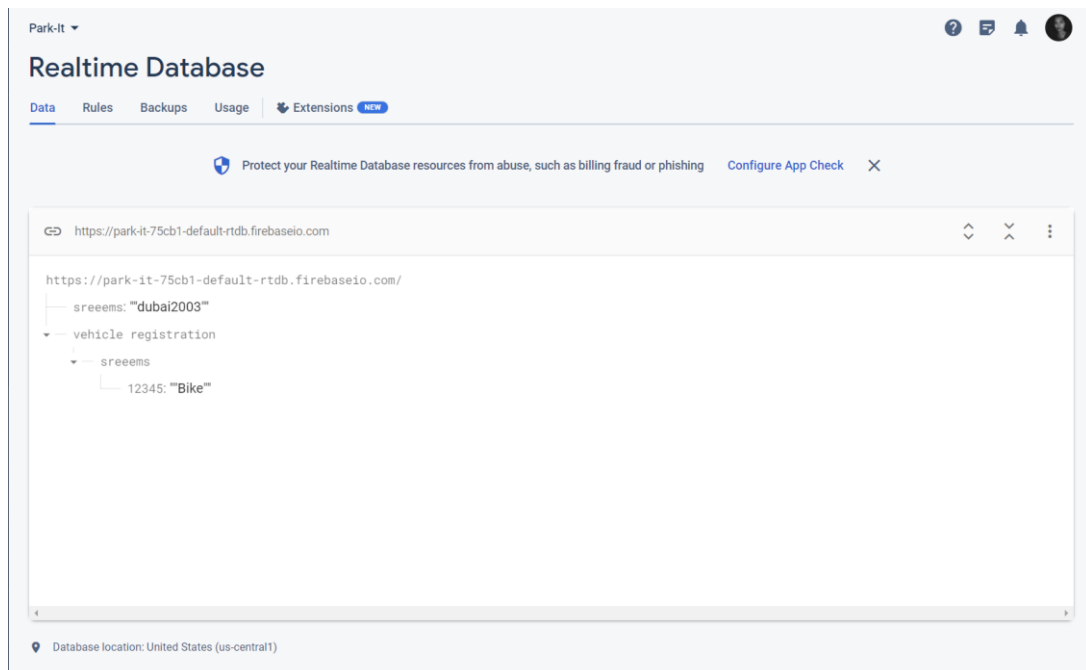 Park-It
Realtime Database
Data Rules Backups Usage Extensions NEW
Protect your Realtime Database resources from abuse, such as billing fraud or phishing Configure App Check
https://park-it-75cb1-default-rtdb.firebaseio.com
https://park-it-75cb1-default-rtdb.firebaseio.com/
sreeems: ""dubai2003""
vehicle registration
sreeems
12345: ""Bike""
Database location: United States (us-central1)